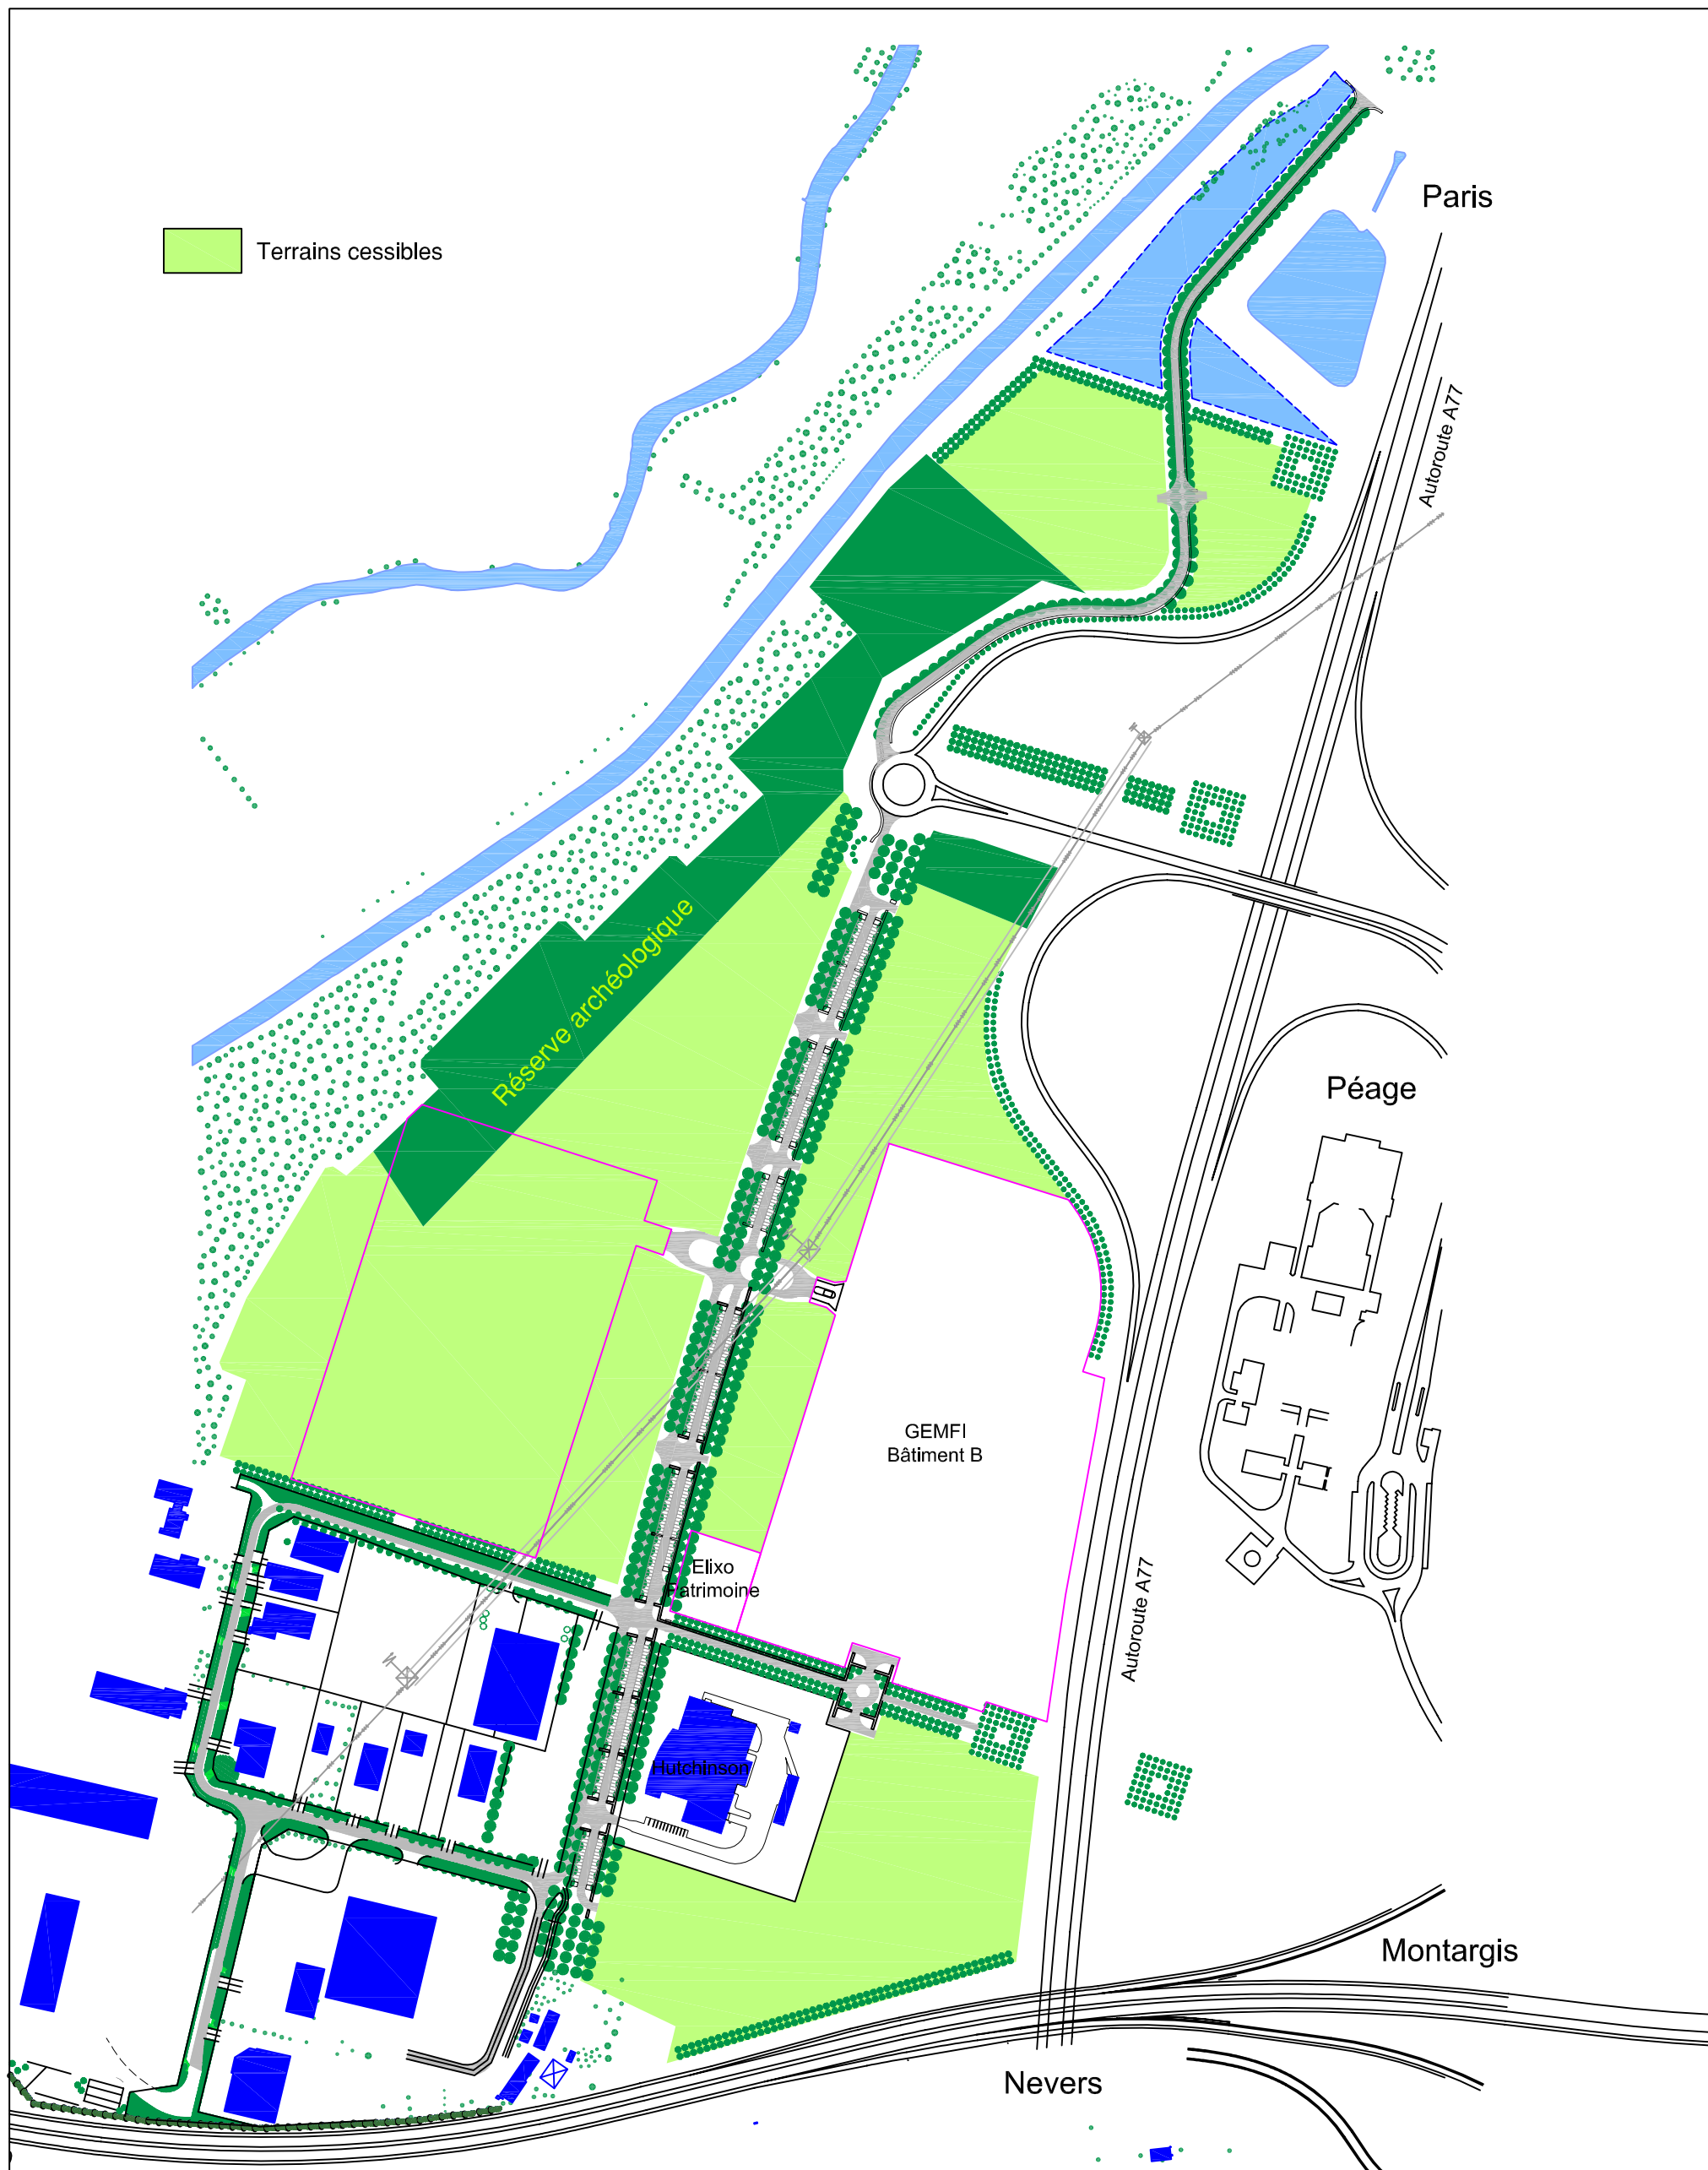 Paris
Terrains cessibles
Autoroute A77
Réserve archéologique
Péage
GEMFI
Bâtiment B
Elixo
Patrimoine
Autoroute A77
Hutchinson
Montargis
Nevers